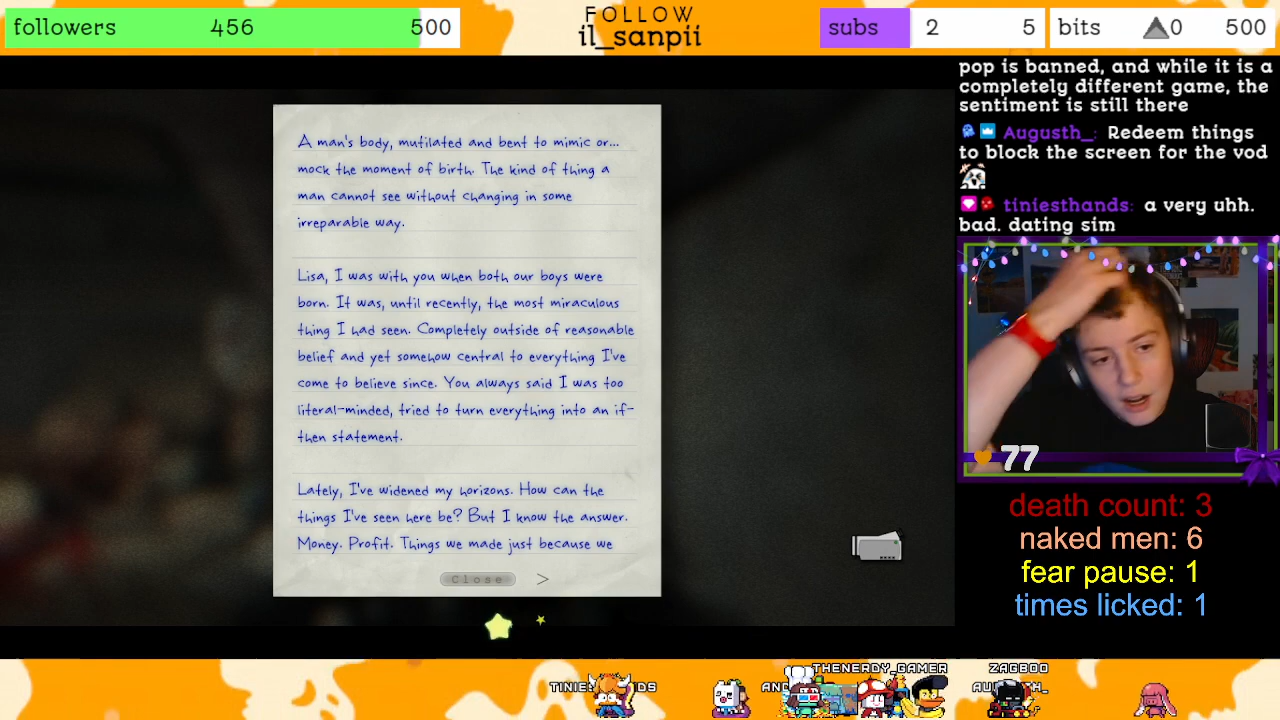 followers 456 500
FOLLOW
il_sanpii
subs 2 5
bits 0 500
pop is banned, and while it is a
completely different game, the
sentiment is still there
Augusth_: Redeem things
to block the screen for the vod
tiniesthands: a very uhh.
bad. dating sim
A man's body, mutilated and bent to mimic or...
mock the moment of birth. The kind of thing a
man cannot see without changing in some
irreparable way.
Lisa, I was with you when both our boys were
born. It was, until recently, the most miraculous
thing I had seen. Completely outside of reasonable
belief and yet somehow central to everything I've
come to believe since. You always said I was too
literal-minded, tried to turn everything into an if-
then statement.
Lately, I've widened my horizons. How can the
things I've seen here be? But I know the answer.
Money. Profit. Things we made just because we
Close >
77
death count: 3
naked men: 6
fear pause: 1
times licked: 1
THENERDY_GAMER
ZAGBOO